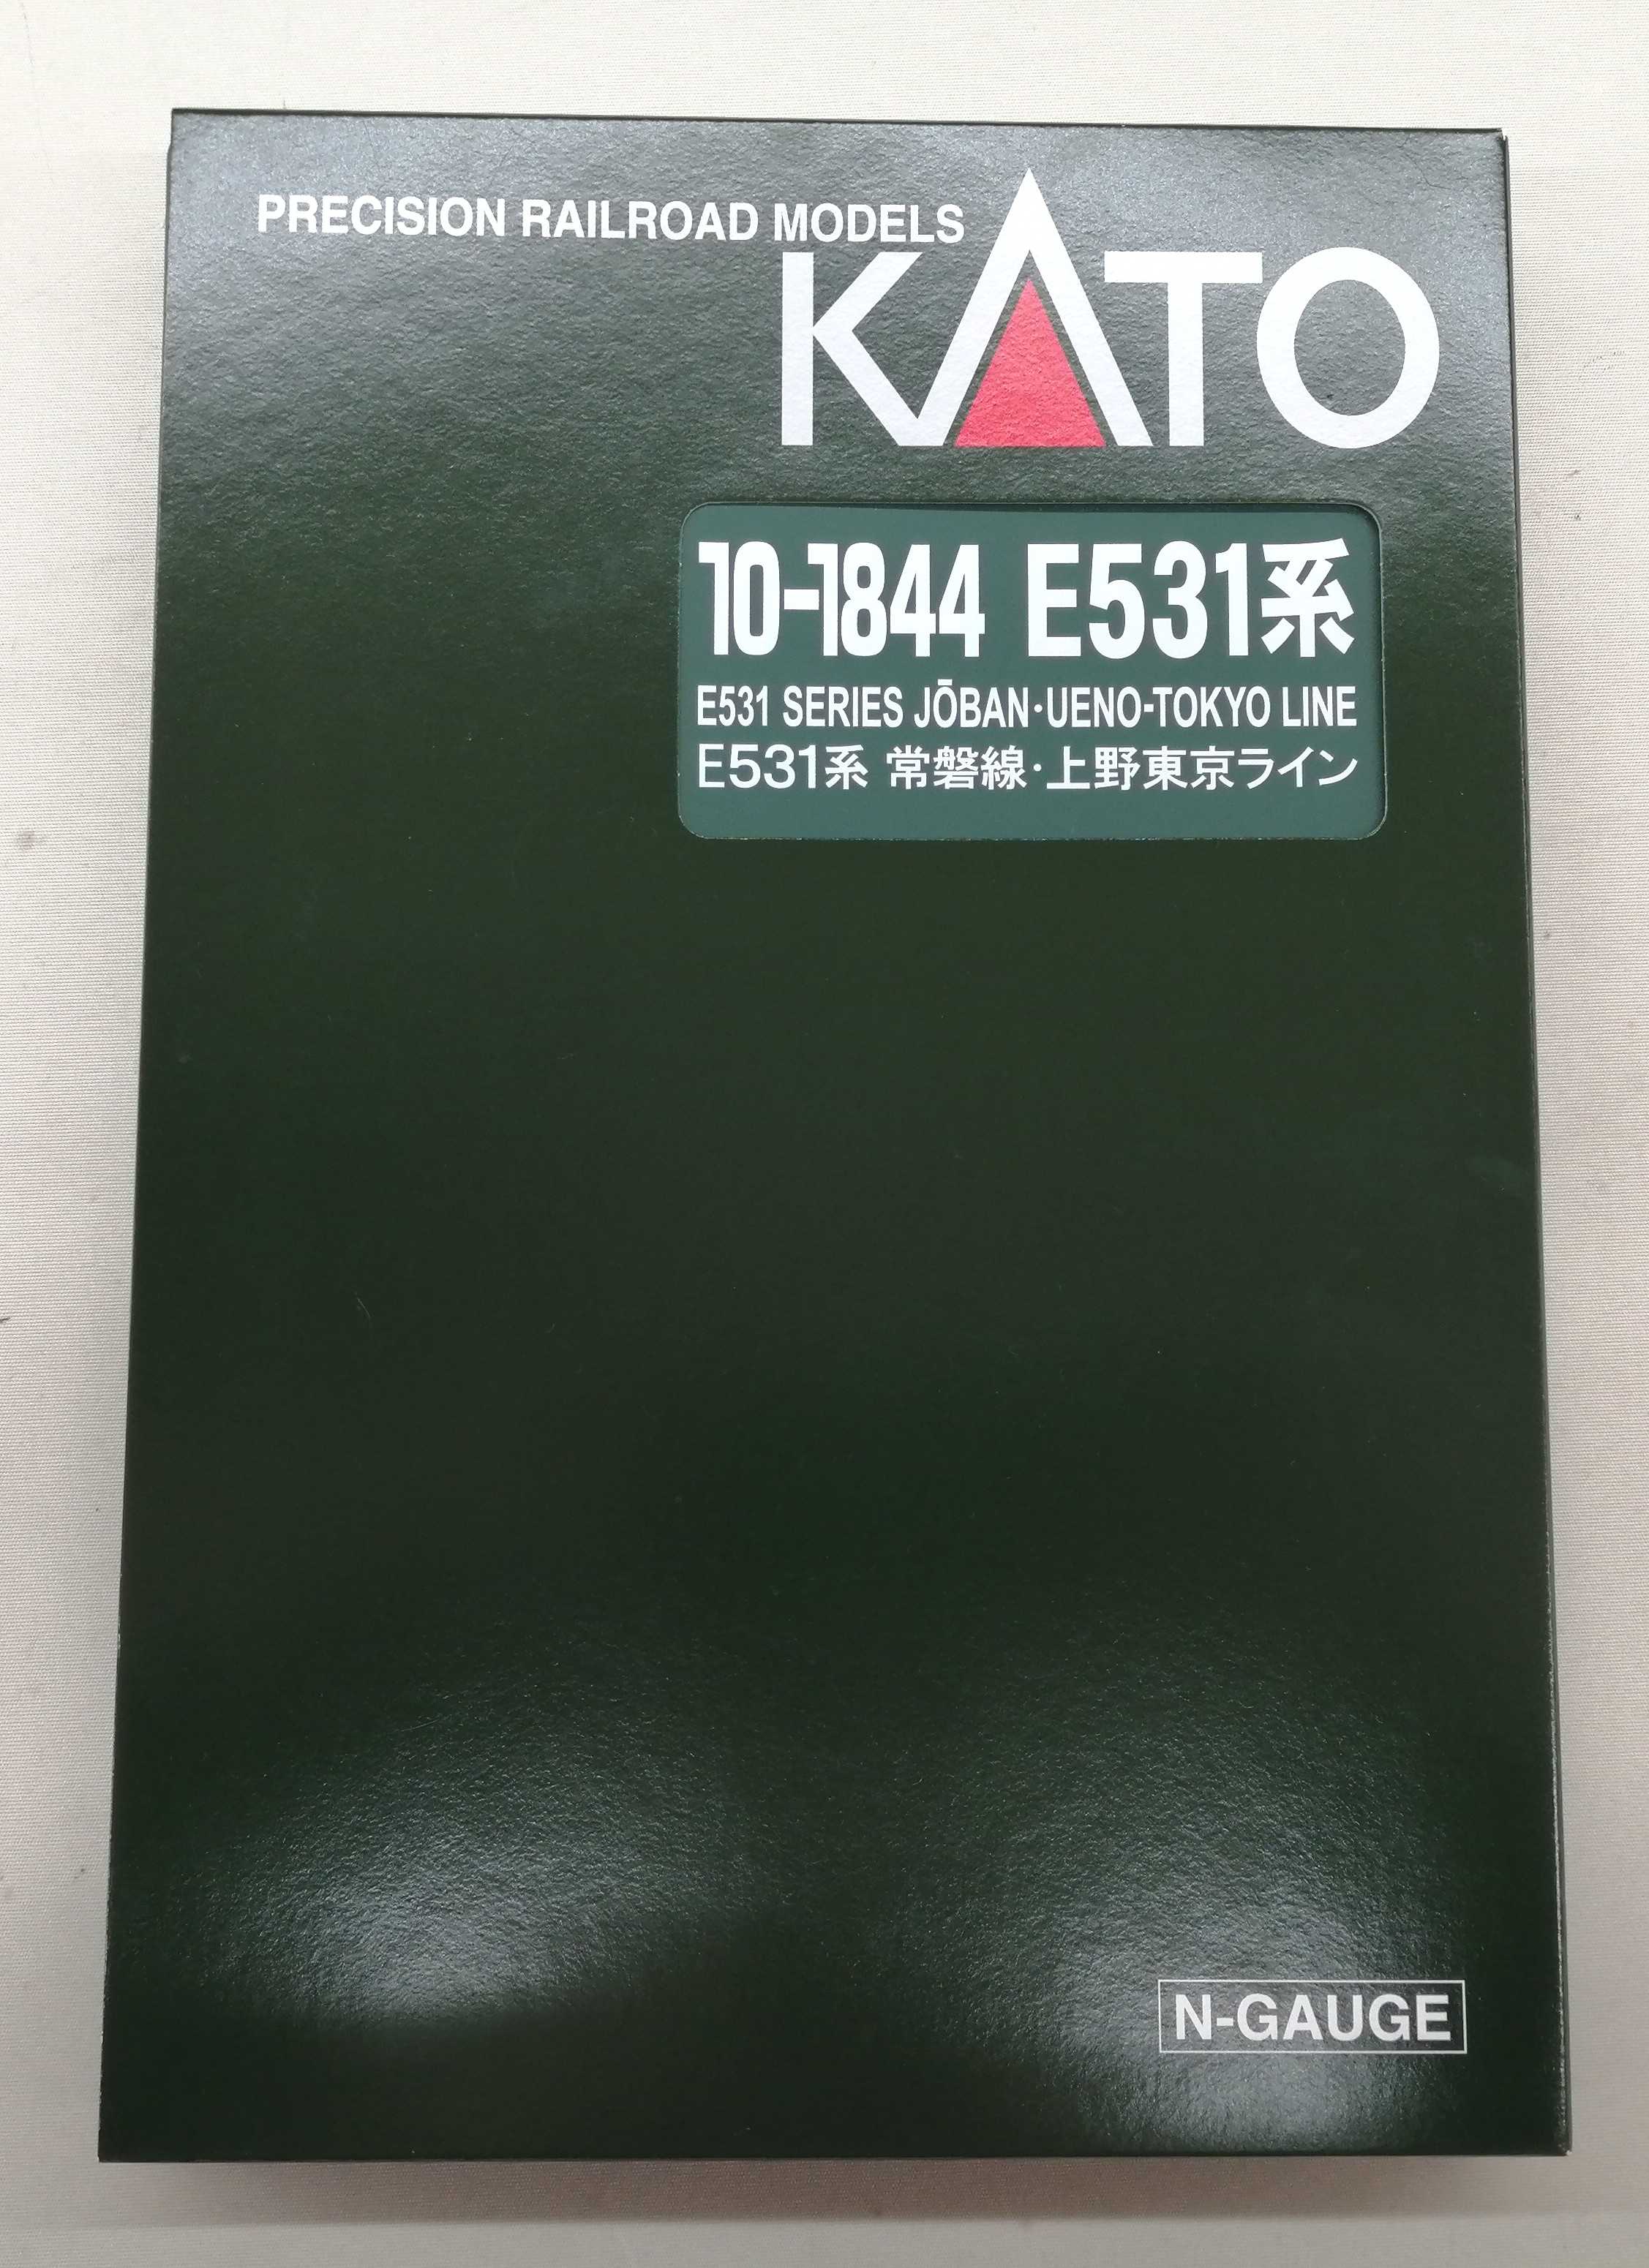 PRECISION RAILROAD MODELS
KATO
10-1844 E531系
E531 SERIES JŌBAN･UENO-TOKYO LINE
E531系 常磐線･上野東京ライン
N-GAUGE